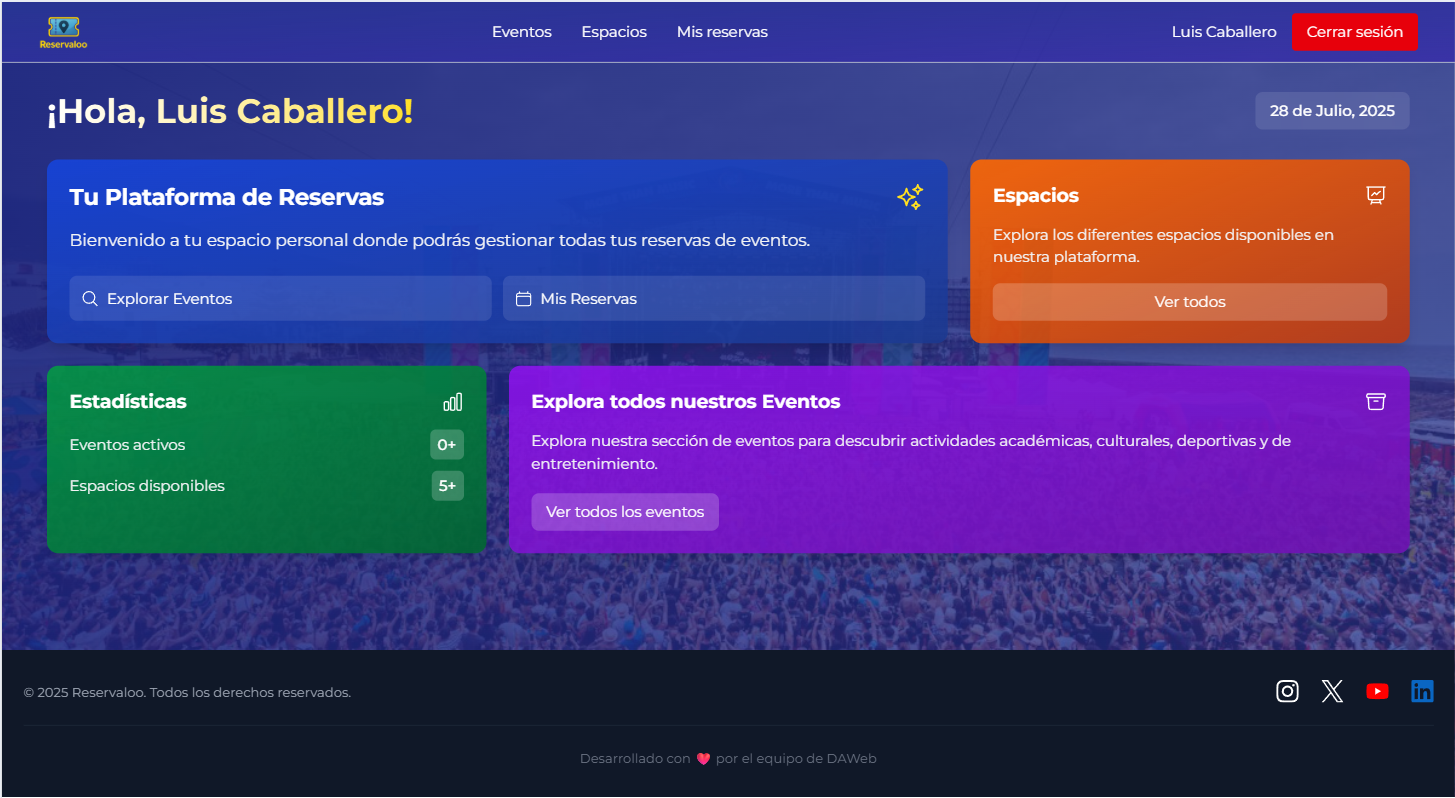 Reservaloo
Eventos
Espacios
Mis reservas
Luis Caballero
Cerrar sesión
¡Hola, Luis Caballero!
28 de Julio, 2025
Tu Plataforma de Reservas
Bienvenido a tu espacio personal donde podrás gestionar todas tus reservas de eventos.
Explorar Eventos
Mis Reservas
Espacios
Explora los diferentes espacios disponibles en
nuestra plataforma.
Ver todos
Estadísticas
Eventos activos
0+
Espacios disponibles
5+
Explora todos nuestros Eventos
Explora nuestra sección de eventos para descubrir actividades académicas, culturales, deportivas y de
entretenimiento.
Ver todos los eventos
© 2025 Reservaloo. Todos los derechos reservados.
Desarrollado con ❤️ por el equipo de DAWeb